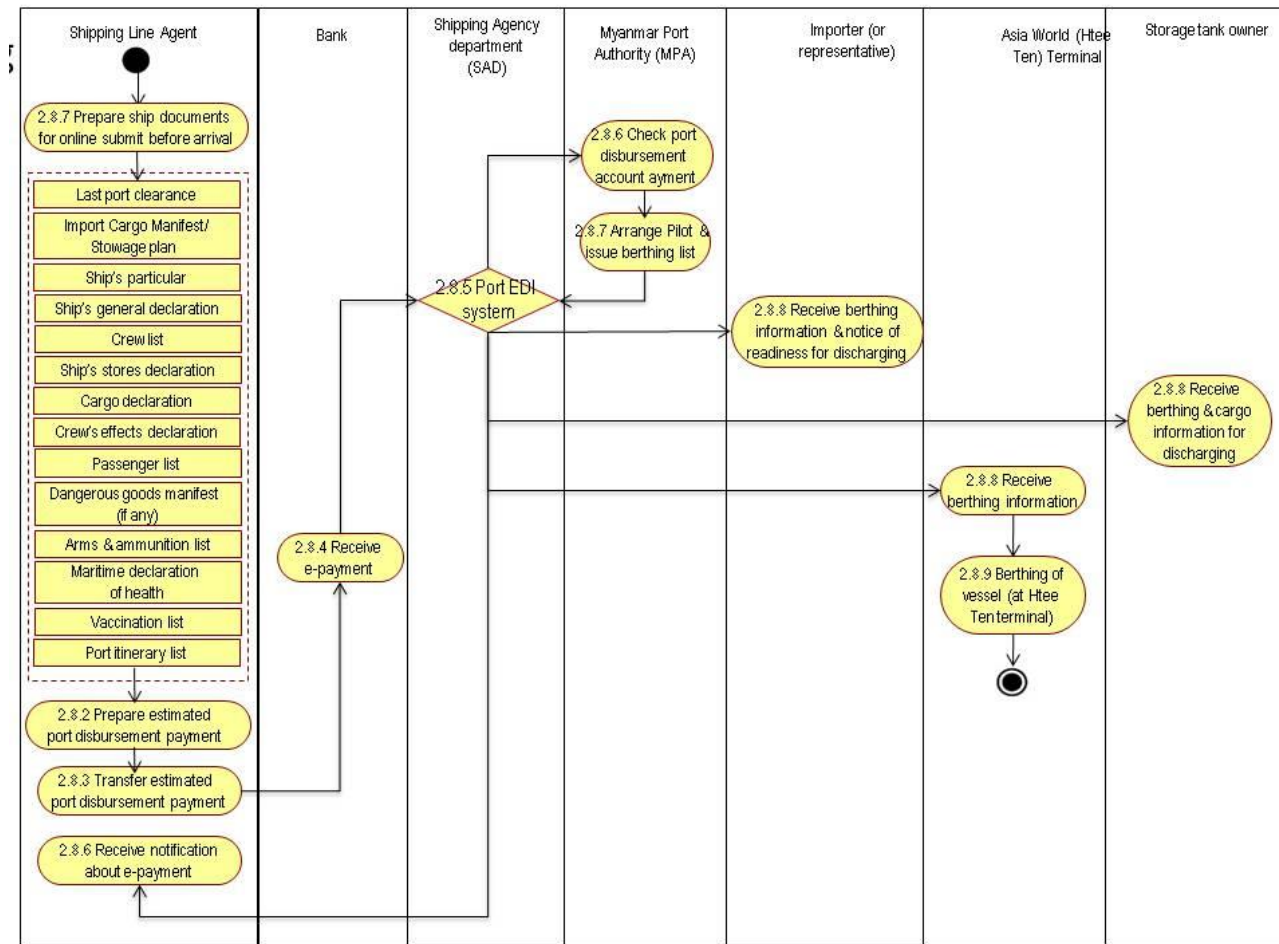 Shipping Line Agent
Bank
Shipping Agency
department
(SAD)
Myanmar Port
Authority (MPA)
Importer (or
representative)
Asia World (Htee
Ten) Terminal
Storage tank owner
2.8.7 Prepare ship documents
for online submit before arrival
Last port clearance
Import Cargo Manifest/
Stowage plan
Ship's particular
Ship's general declaration
Crew list
Ship's stores declaration
Cargo declaration
Crew's effects declaration
Passenger list
Dangerous goods manifest
(if any)
Arms & ammunition list
Maritime declaration
of health
Vaccination list
Port itinerary list
2.8.2 Prepare estimated
port disbursement payment
2.8.3 Transfer estimated
port disbursement payment
2.8.6 Receive notification
about e-payment
2.8.4 Receive
e-payment
2.8.5 Port EDI
system
2.8.6 Check port
disbursement
account ayment
2.8.7 Arrange Pilot &
issue berthing list
2.8.8 Receive berthing
information & notice of
readiness for discharging
2.8.8 Receive
berthing & cargo
information for
discharging
2.8.8 Receive
berthing information
2.8.9 Berthing of
vessel (at Htee
Ten terminal)